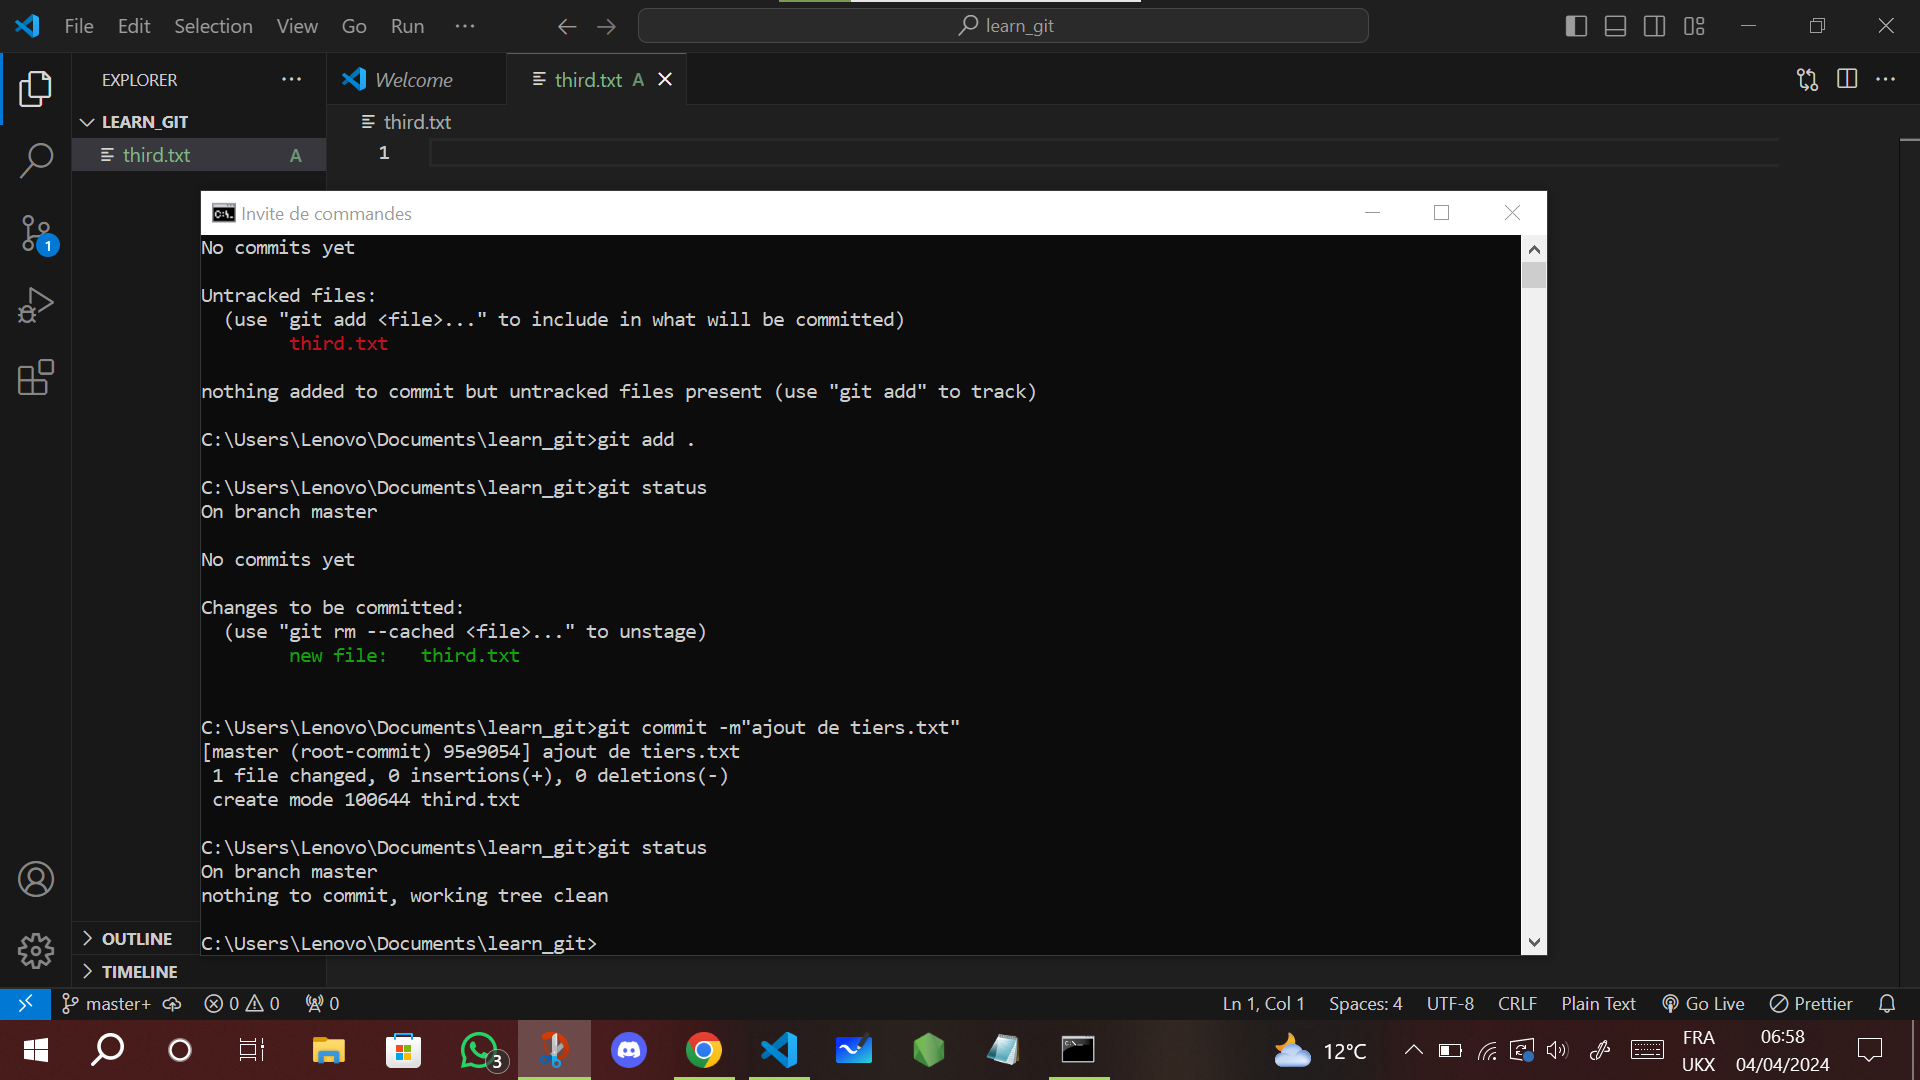 File Edit Selection View Go Run ···
learn_git
EXPLORER
Welcome
third.txt A
LEARN_GIT
third.txt
third.txt A
1
1
Invite de commandes
No commits yet
Untracked files:
(use "git add <file>..." to include in what will be committed)
third.txt
nothing added to commit but untracked files present (use "git add" to track)
C:\Users\Lenovo\Documents\learn_git>git add .
C:\Users\Lenovo\Documents\learn_git>git status
On branch master
No commits yet
Changes to be committed:
(use "git rm --cached <file>..." to unstage)
new file:   third.txt
C:\Users\Lenovo\Documents\learn_git>git commit -m"ajout de tiers.txt"
[master (root-commit) 95e9054] ajout de tiers.txt
1 file changed, 0 insertions(+), 0 deletions(-)
create mode 100644 third.txt
C:\Users\Lenovo\Documents\learn_git>git status
On branch master
nothing to commit, working tree clean
C:\Users\Lenovo\Documents\learn_git>
OUTLINE
TIMELINE
master+ 0 0 0
Ln 1, Col 1 Spaces: 4 UTF-8 CRLF Plain Text Go Live Prettier
3
12°C
FRA
UKX
06:58
04/04/2024